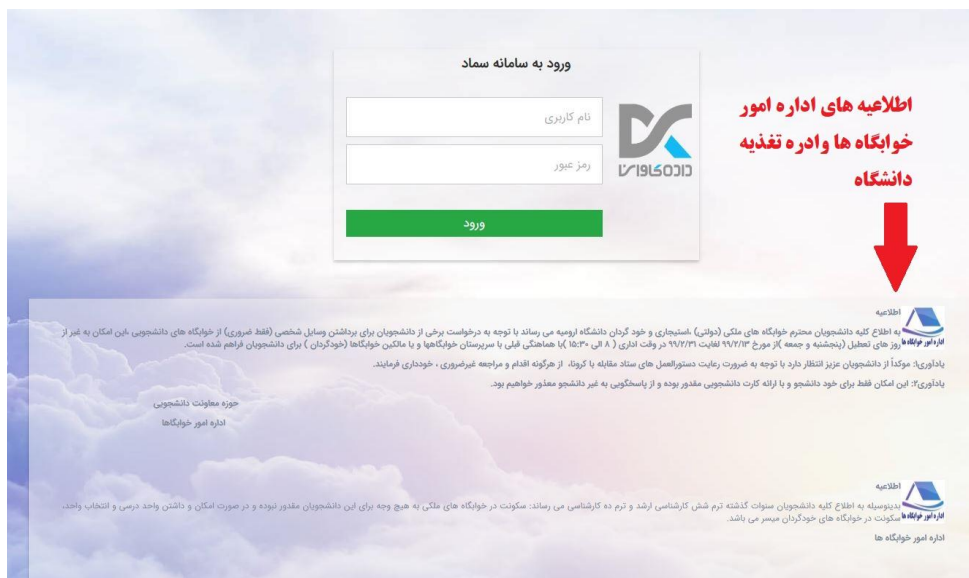 ورود به سامانه سماد
نام کاربری
رمز عبور
داده کاوان
ورود
اطلاعیه های اداره امور
خوابگاه ها وادره تغذیه
دانشگاه
اطلاعیه
به اطلاع کلیه دانشجویان محترم خوابگاه های ملکی (دولتی) ،استیجاری و خود گردان دانشگاه ارومیه می رساند با توجه به درخواست برخی از دانشجویان برای برداشتن وسایل شخصی (فقط ضروری) از خوابگاه های دانشجویی ،این امکان به غیر از
اداره امور خوابگاه ها
روز های تعطیل (پنجشنبه و جمعه )از مورخ ۹۹/۲/۱۳ لغایت ۹۹/۲/۳۱ در وقت اداری ( ۸ الی ۱۵:۳۰ )با هماهنگی قبلی با سرپرستان خوابگاهها و یا مالکین خوابگاها (خودگردان ) برای دانشجویان فراهم شده است.
یادآوری۱: موکداً از دانشجویان عزیز انتظار دارد با توجه به ضرورت رعایت دستورالعمل های ستاد مقابله با کرونا، از هرگونه اقدام و مراجعه غیرضروری ، خودداری فرمایند.
یادآوری۲: این امکان فقط برای خود دانشجو و با ارائه کارت دانشجویی مقدور بوده و از پاسخگویی به غیر دانشجو معذور خواهیم بود.
حوزه معاونت دانشجویی
اداره امور خوابگاها
اطلاعیه
بدینوسیله به اطلاع کلیه دانشجویان سنوات گذشته ترم شش کارشناسی ارشد و ترم ده کارشناسی می رساند: سکونت در خوابگاه های ملکی به هیچ وجه برای این دانشجویان مقدور نبوده و در صورت امکان و داشتن واحد درسی و انتخاب واحد،
اداره امور خوابگاه ها
سکونت در خوابگاه های خودگردان میسر می باشد.
اداره امور خوابگاه ها